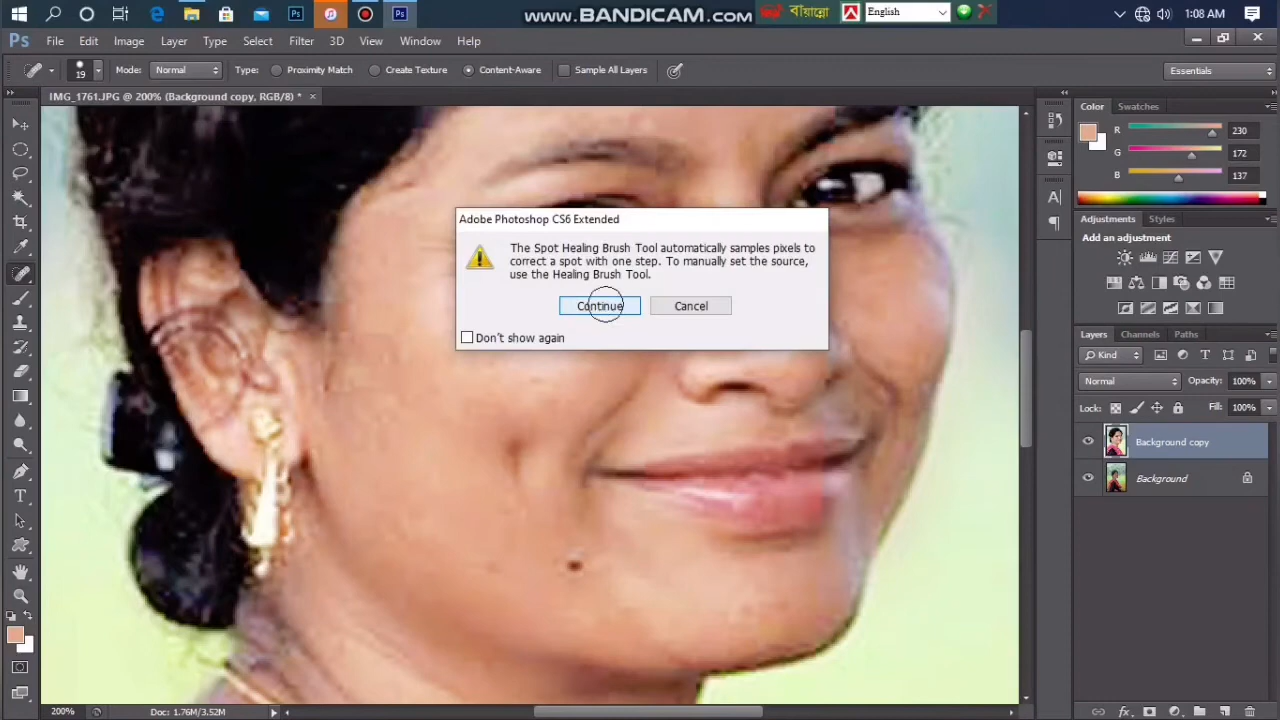 www.BANDICAM.com
বায়ান্নো
English
1:08 AM
Ps File Edit Image Layer Type Select Filter 3D View Window Help
19 Mode: Normal Type: Proximity Match Create Texture Content-Aware Sample All Layers Essentials
IMG_1761.JPG @ 200% (Background copy, RGB/8) * ×
Adobe Photoshop CS6 Extended
The Spot Healing Brush Tool automatically samples pixels to
correct a spot with one step. To manually set the source,
use the Healing Brush Tool.
Continue Cancel
Don't show again
Color Swatches
R 230
G 172
B 137
Adjustments Styles
Add an adjustment
Layers Channels Paths
Kind
Normal Opacity: 100%
Lock: Fill: 100%
Background copy
Background
200% Doc: 1.76M/3.52M